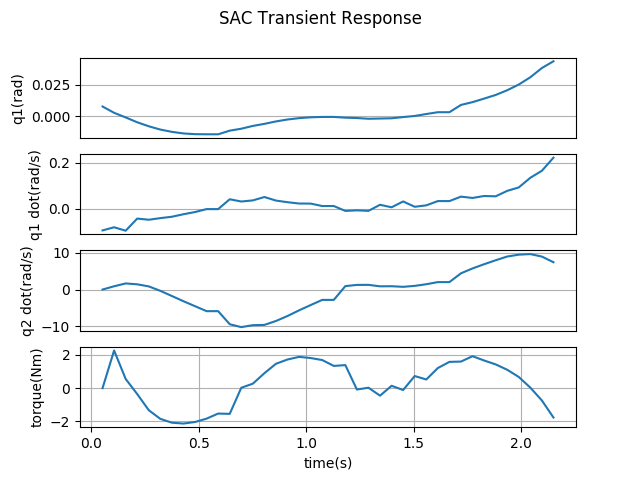 SAC Transient Response
q1(rad)
0.025
0.000
q1 dot(rad/s)
0.2
0.0
q2 dot(rad/s)
10
0
−10
torque(Nm)
2
0
−2
0.0 0.5 1.0 1.5 2.0
time(s)